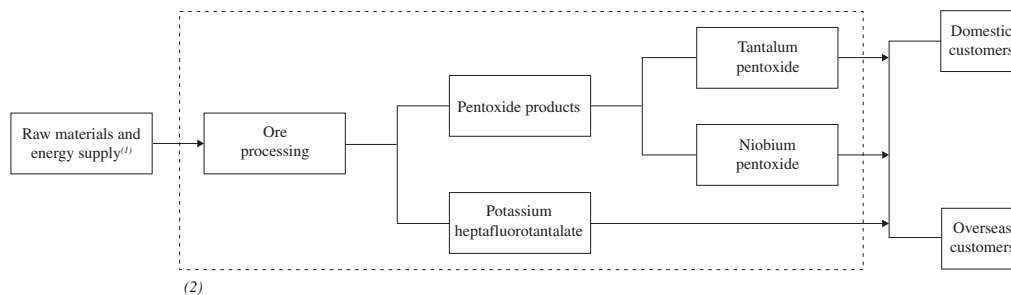 Raw materials and
energy supply(1)
Ore
processing
Pentoxide products
Potassium
heptafluorotantalate
Tantalum
pentoxide
Niobium
pentoxide
Domestic
customers
Overseas
customers
(2)